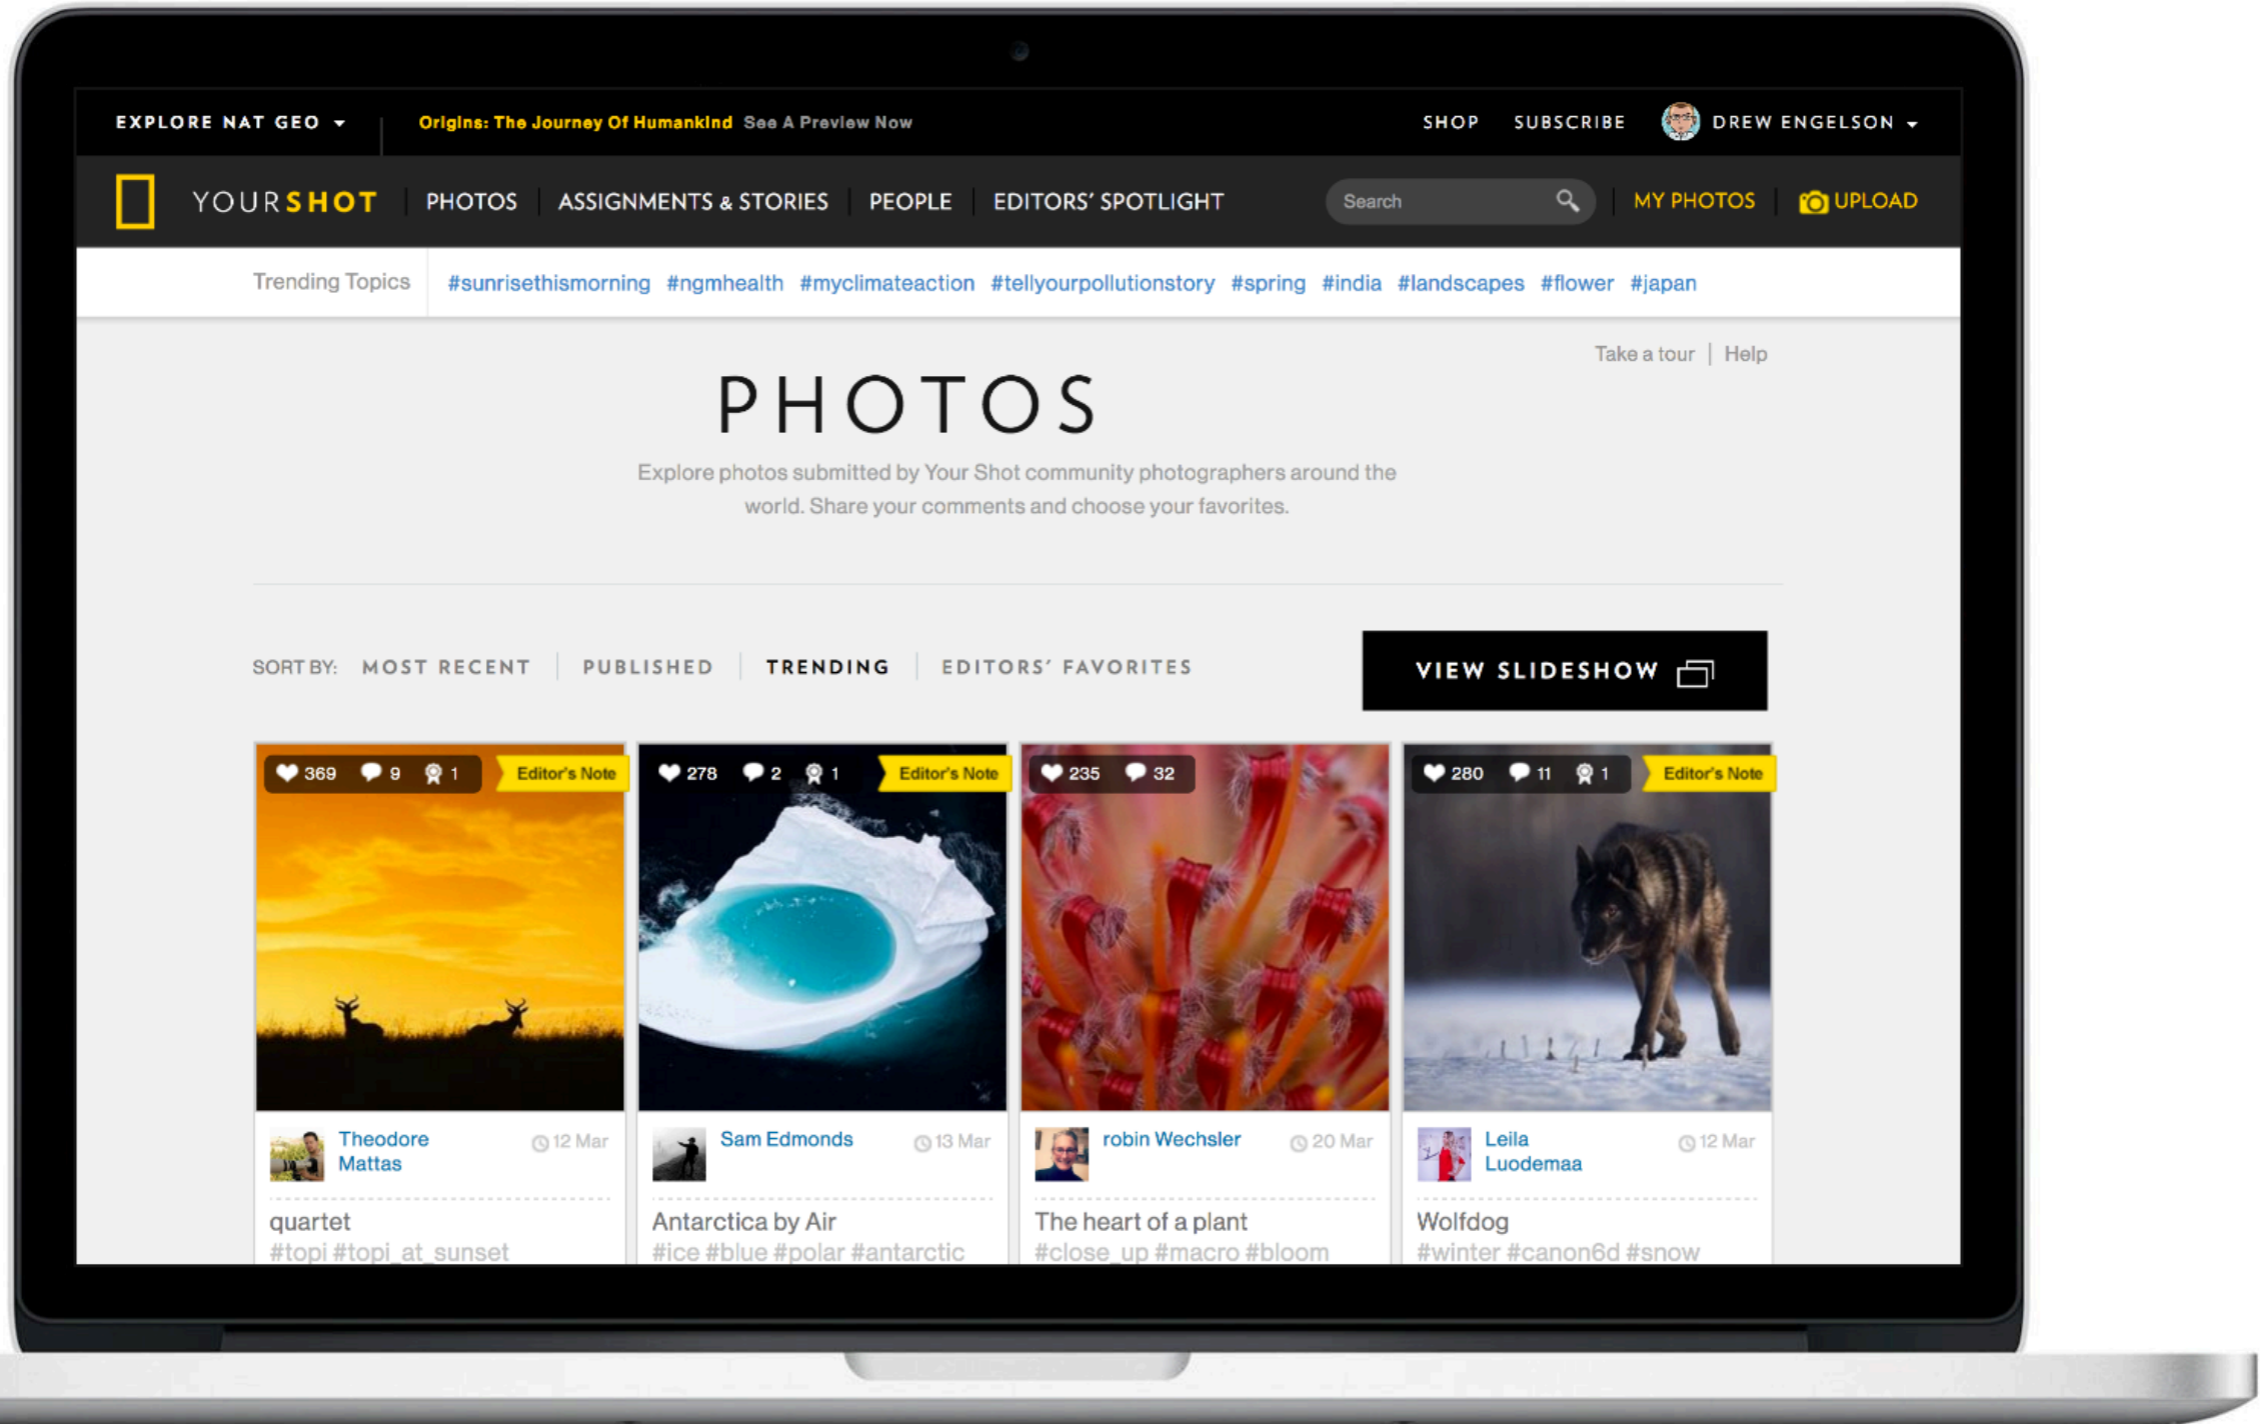 EXPLORE NAT GEO
Origins: The Journey Of Humankind See A Preview Now
SHOP
SUBSCRIBE
DREW ENGELSON
YOURSHOT
PHOTOS
ASSIGNMENTS & STORIES
PEOPLE
EDITORS' SPOTLIGHT
Search
MY PHOTOS
UPLOAD
Trending Topics
#sunrisethismorning #ngmhealth #myclimateaction #tellyourpollutionstory #spring #india #landscapes #flower #japan
Take a tour | Help
PHOTOS
Explore photos submitted by Your Shot community photographers around the
world. Share your comments and choose your favorites.
SORT BY: MOST RECENT PUBLISHED TRENDING EDITORS' FAVORITES
VIEW SLIDESHOW
369 9 1 Editor's Note
278 2 1 Editor's Note
235 32
280 11 1 Editor's Note
Theodore
Mattas
12 Mar
Sam Edmonds
13 Mar
robin Wechsler
20 Mar
Leila
Luodemaa
12 Mar
quartet
#topi #topi_at_sunset
Antarctica by Air
#ice #blue #polar #antarctic
The heart of a plant
#close_up #macro #bloom
Wolfdog
#winter #canon6d #snow